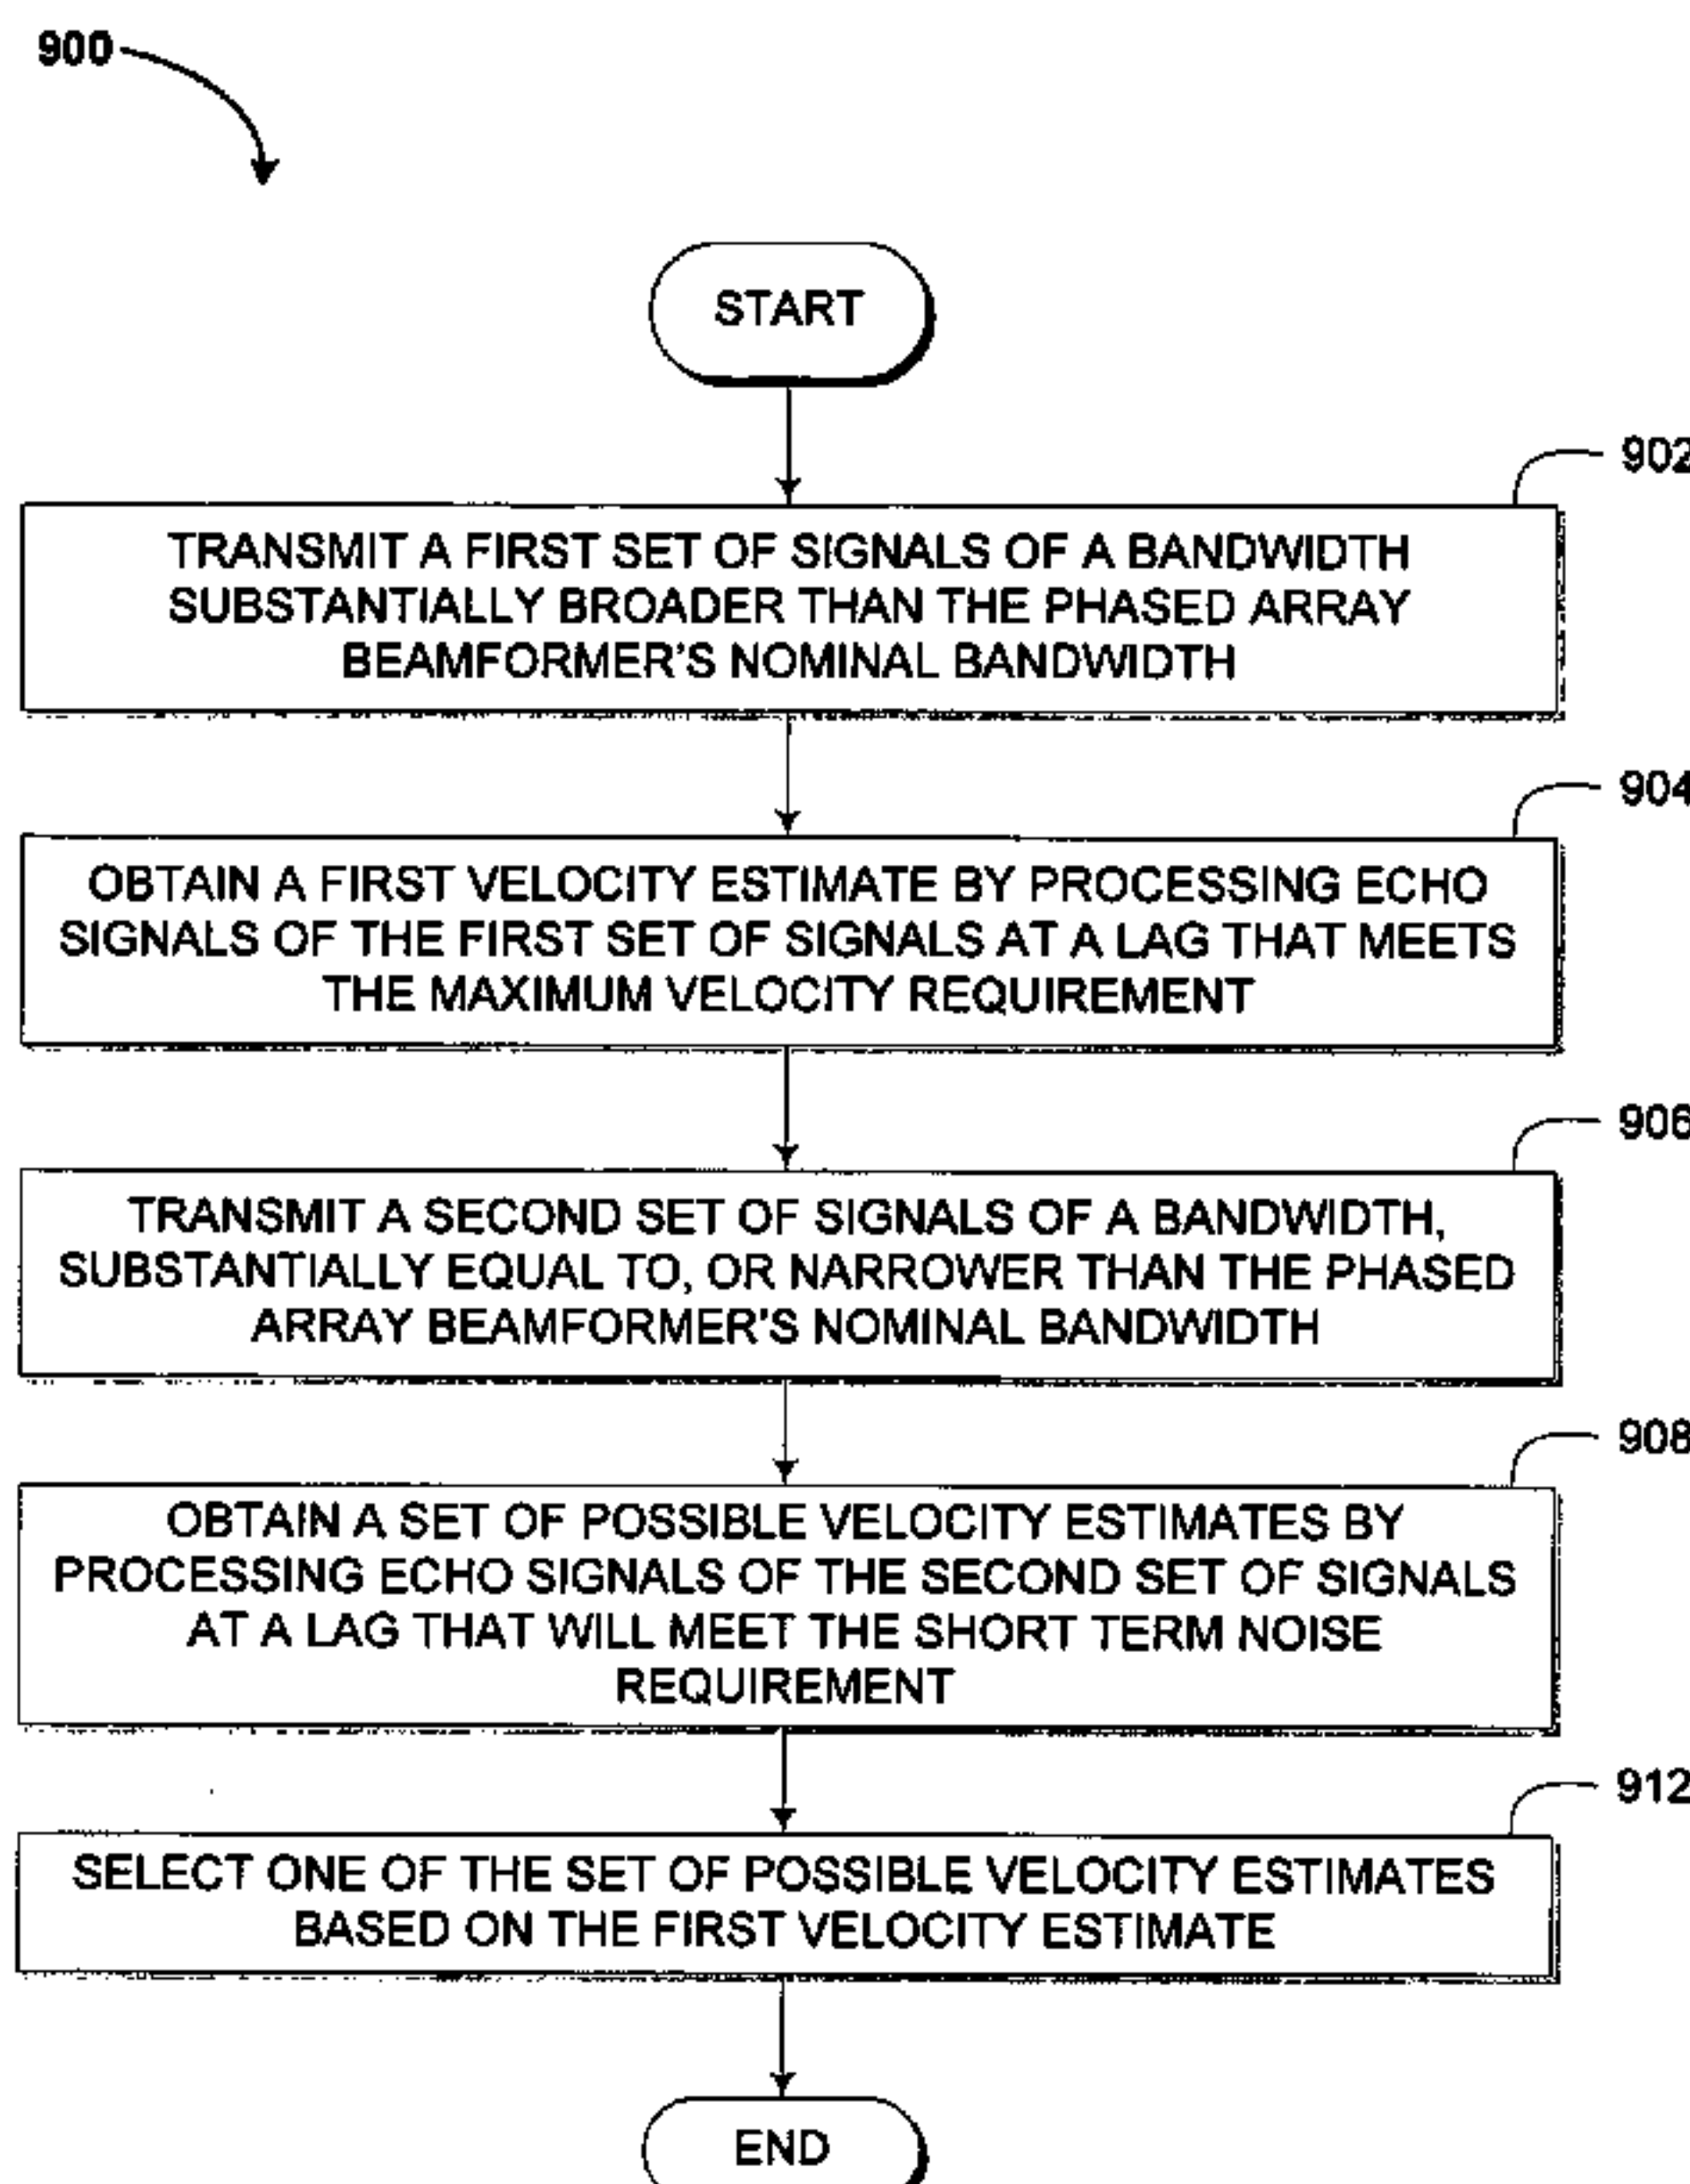 900
START
902
TRANSMIT A FIRST SET OF SIGNALS OF A BANDWIDTH
SUBSTANTIALLY BROADER THAN THE PHASED ARRAY
BEAMFORMER'S NOMINAL BANDWIDTH
904
OBTAIN A FIRST VELOCITY ESTIMATE BY PROCESSING ECHO
SIGNALS OF THE FIRST SET OF SIGNALS AT A LAG THAT MEETS
THE MAXIMUM VELOCITY REQUIREMENT
906
TRANSMIT A SECOND SET OF SIGNALS OF A BANDWIDTH,
SUBSTANTIALLY EQUAL TO, OR NARROWER THAN THE PHASED
ARRAY BEAMFORMER'S NOMINAL BANDWIDTH
908
OBTAIN A SET OF POSSIBLE VELOCITY ESTIMATES BY
PROCESSING ECHO SIGNALS OF THE SECOND SET OF SIGNALS
AT A LAG THAT WILL MEET THE SHORT TERM NOISE
REQUIREMENT
912
SELECT ONE OF THE SET OF POSSIBLE VELOCITY ESTIMATES
BASED ON THE FIRST VELOCITY ESTIMATE
END